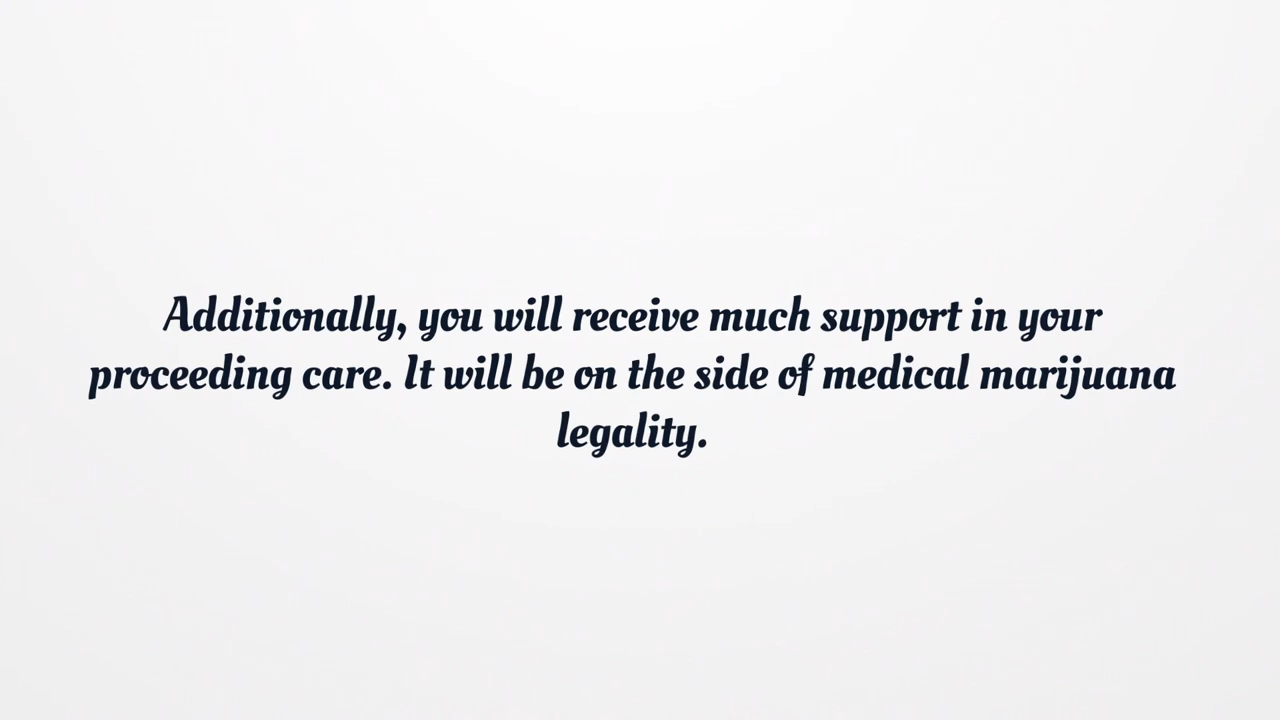 Additionally, you will receive much support in your
proceeding care. It will be on the side of medical marijuana
legality.